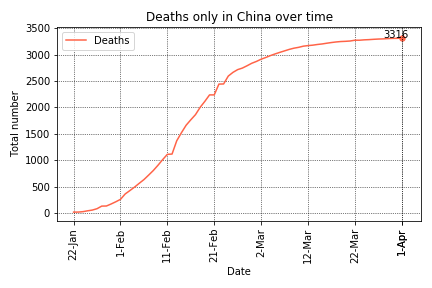 Deaths only in China over time
Deaths
3316
Total number
3500
3000
2500
2000
1500
1000
500
0
22-Jan
1-Feb
11-Feb
21-Feb
2-Mar
12-Mar
22-Mar
1-Apr
Date